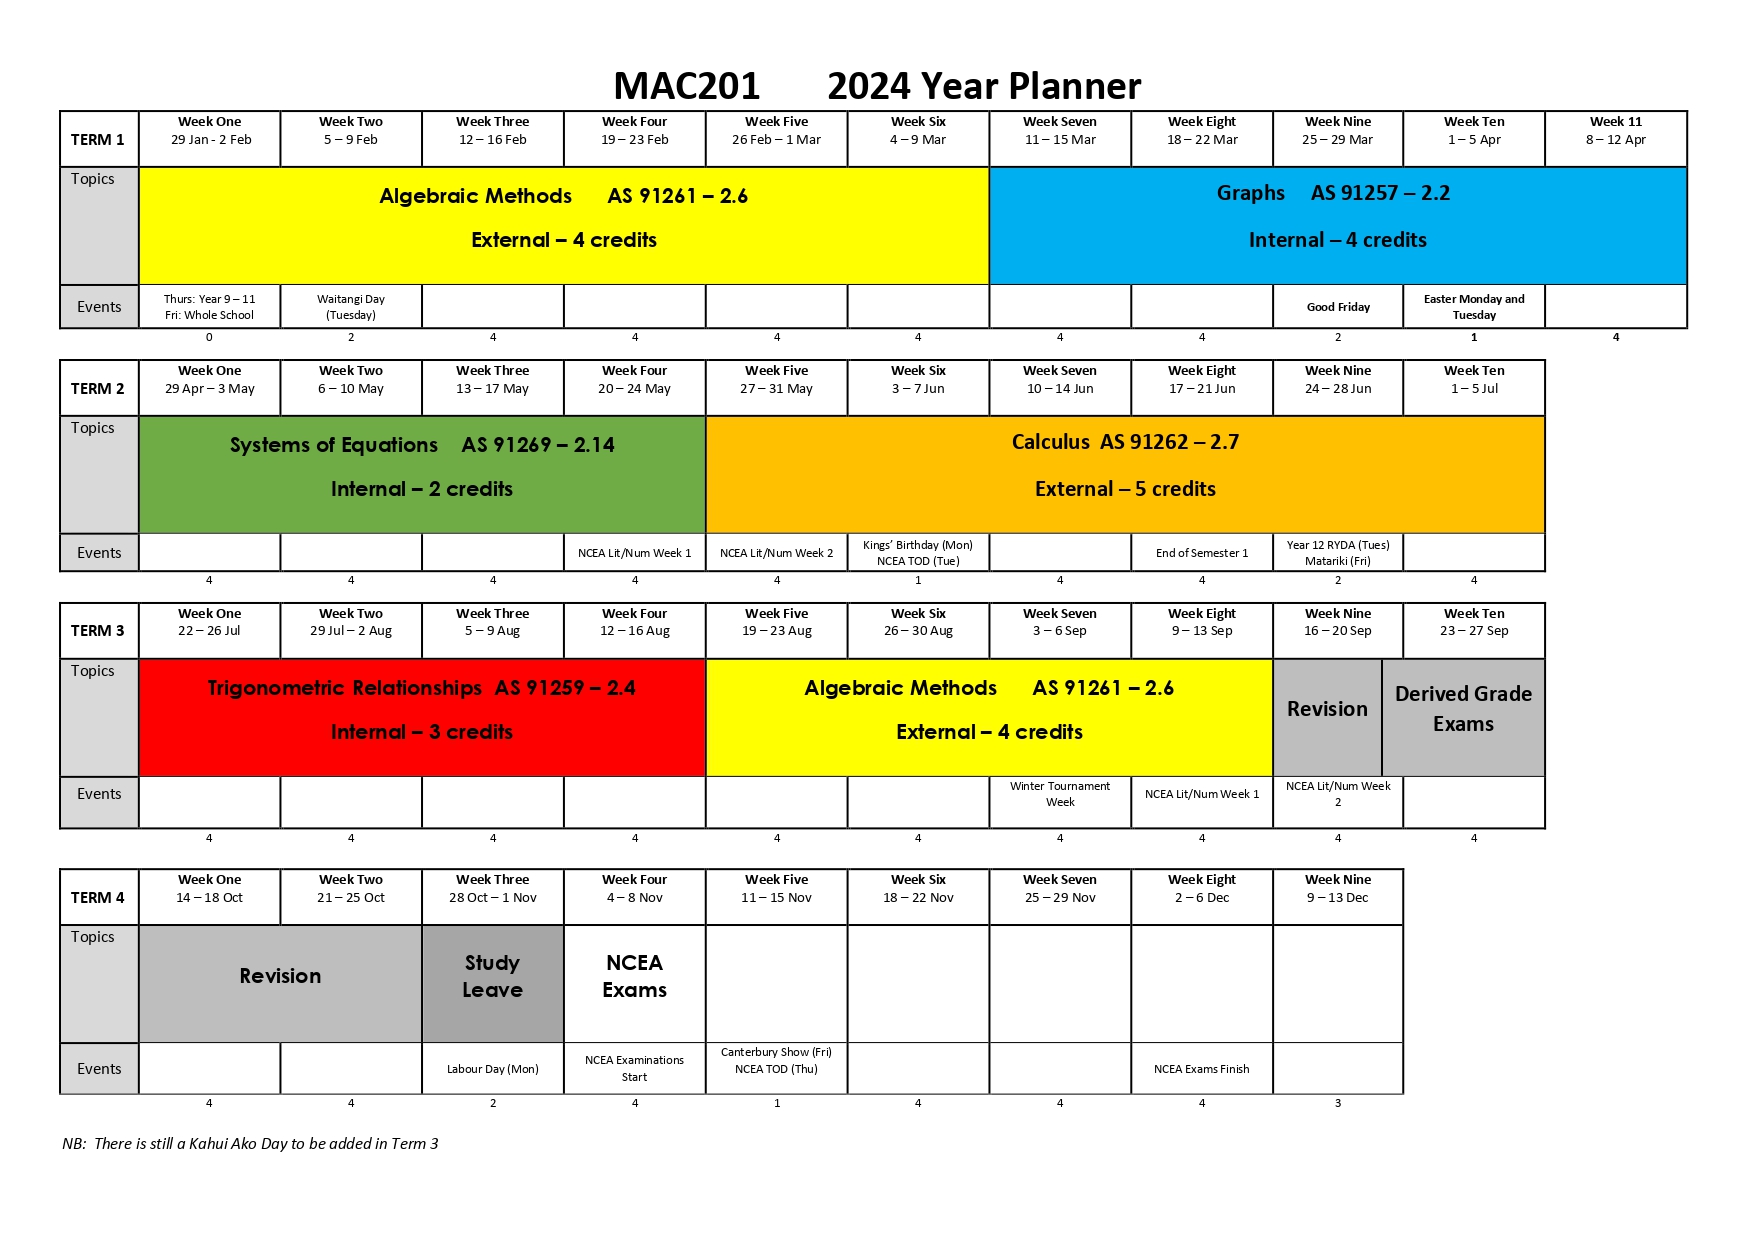 MAC201 2024 Year Planner
TERM 1
Week One
29 Jan - 2 Feb
Week Two
5 – 9 Feb
Week Three
12 – 16 Feb
Week Four
19 – 23 Feb
Week Five
26 Feb – 1 Mar
Week Six
4 – 9 Mar
Week Seven
11 – 15 Mar
Week Eight
18 – 22 Mar
Week Nine
25 – 29 Mar
Week Ten
1 – 5 Apr
Week 11
8 – 12 Apr
Topics
Algebraic Methods AS 91261 – 2.6
External – 4 credits
Graphs AS 91257 – 2.2
Internal – 4 credits
Events
Thurs: Year 9 – 11
Fri: Whole School
Waitangi Day
(Tuesday)
Good Friday
Easter Monday and
Tuesday
0 2 4 4 4 4 4 4 2 1 4
TERM 2
Week One
29 Apr – 3 May
Week Two
6 – 10 May
Week Three
13 – 17 May
Week Four
20 – 24 May
Week Five
27 – 31 May
Week Six
3 – 7 Jun
Week Seven
10 – 14 Jun
Week Eight
17 – 21 Jun
Week Nine
24 – 28 Jun
Week Ten
1 – 5 Jul
Topics
Systems of Equations AS 91269 – 2.14
Internal – 2 credits
Calculus AS 91262 – 2.7
External – 5 credits
Events
NCEA Lit/Num Week 1
NCEA Lit/Num Week 2
Kings’ Birthday (Mon)
NCEA TOD (Tue)
End of Semester 1
Year 12 RYDA (Tues)
Matariki (Fri)
4 4 4 4 4 1 4 4 2 4
TERM 3
Week One
22 – 26 Jul
Week Two
29 Jul – 2 Aug
Week Three
5 – 9 Aug
Week Four
12 – 16 Aug
Week Five
19 – 23 Aug
Week Six
26 – 30 Aug
Week Seven
3 – 6 Sep
Week Eight
9 – 13 Sep
Week Nine
16 – 20 Sep
Week Ten
23 – 27 Sep
Topics
Trigonometric Relationships AS 91259 – 2.4
Internal – 3 credits
Algebraic Methods AS 91261 – 2.6
External – 4 credits
Revision
Derived Grade
Exams
Events
Winter Tournament
Week
NCEA Lit/Num Week 1
NCEA Lit/Num Week
2
4 4 4 4 4 4 4 4 4 4
TERM 4
Week One
14 – 18 Oct
Week Two
21 – 25 Oct
Week Three
28 Oct – 1 Nov
Week Four
4 – 8 Nov
Week Five
11 – 15 Nov
Week Six
18 – 22 Nov
Week Seven
25 – 29 Nov
Week Eight
2 – 6 Dec
Week Nine
9 – 13 Dec
Topics
Revision
Study
Leave
NCEA
Exams
Events
Labour Day (Mon)
NCEA Examinations
Start
Canterbury Show (Fri)
NCEA TOD (Thu)
NCEA Exams Finish
4 4 2 4 1 4 4 4 3
NB: There is still a Kahui Ako Day to be added in Term 3